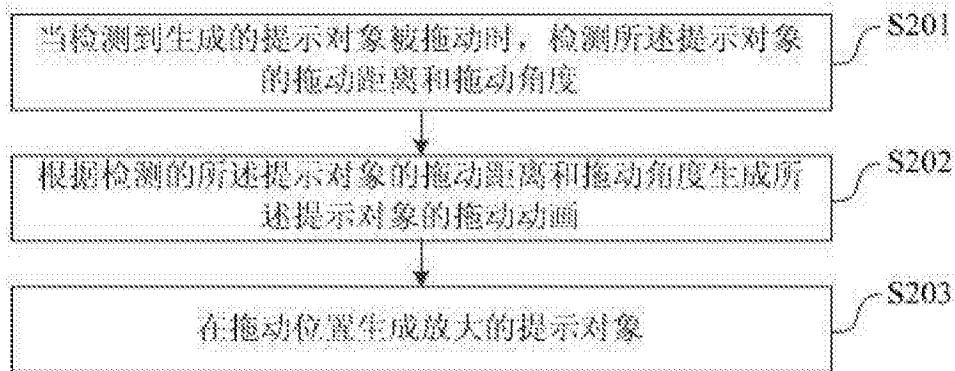 当检测到生成的提示对象被拖动时，检测所述提示对象
的拖动距离和拖动角度
S201
根据检测的所述提示对象的拖动距离和拖动角度生成所
述提示对象的拖动动画
S202
在拖动位置生成放大的提示对象
S203